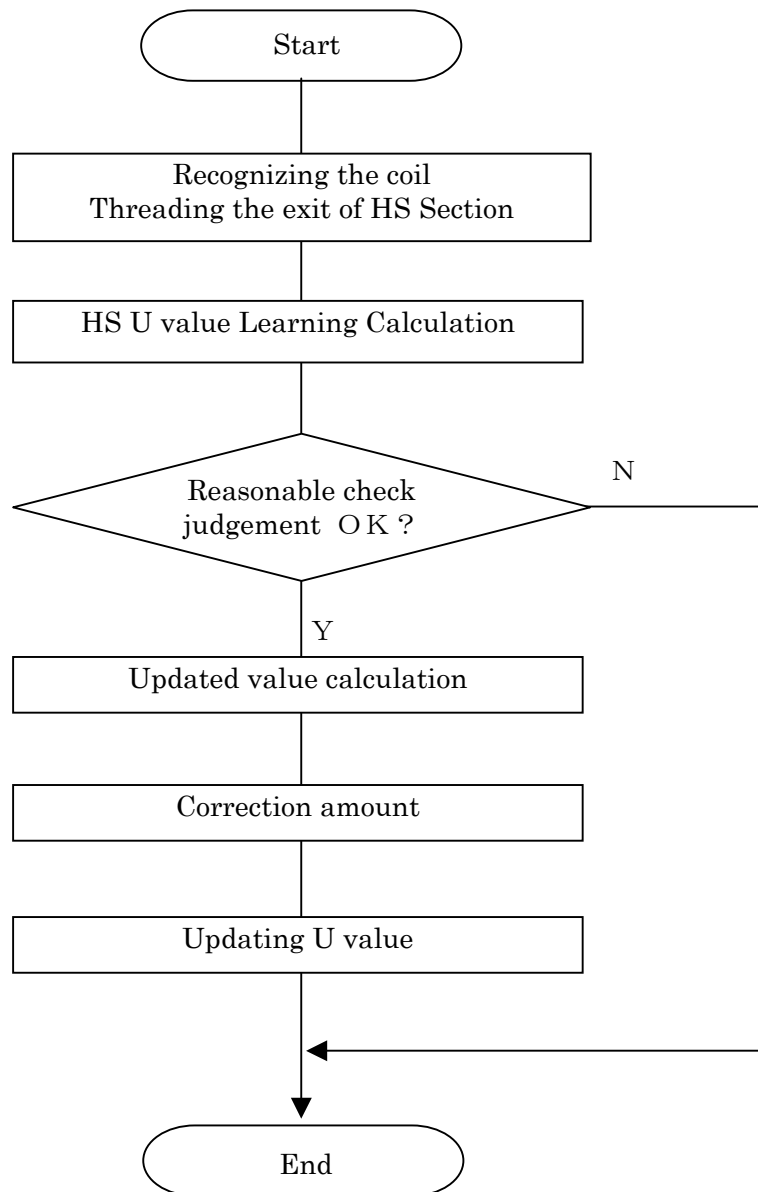 Start
Recognizing the coil
Threading the exit of HS Section
HS U value Learning Calculation
N
Reasonable check
judgement ＯＫ？
Y
Updated value calculation
Correction amount
Updating U value
End